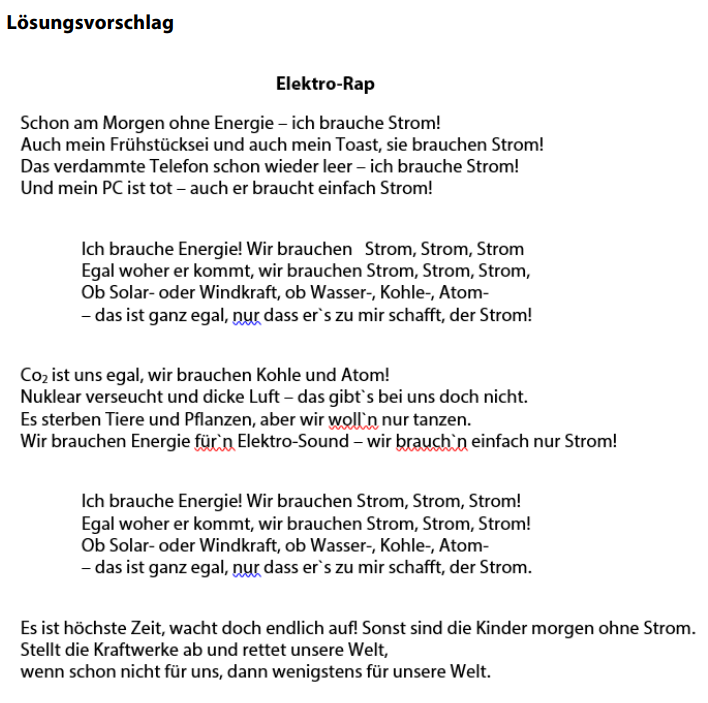 Lösungsvorschlag
Elektro-Rap
Schon am Morgen ohne Energie – ich brauche Strom!
Auch mein Frühstücksei und auch mein Toast, sie brauchen Strom!
Das verdammte Telefon schon wieder leer – ich brauche Strom!
Und mein PC ist tot – auch er braucht einfach Strom!
Ich brauche Energie! Wir brauchen   Strom, Strom, Strom
Egal woher er kommt, wir brauchen Strom, Strom, Strom,
Ob Solar- oder Windkraft, ob Wasser-, Kohle-, Atom-
– das ist ganz egal, nur dass er`s zu mir schafft, der Strom!
Co₂ ist uns egal, wir brauchen Kohle und Atom!
Nuklear verseucht und dicke Luft – das gibt`s bei uns doch nicht.
Es sterben Tiere und Pflanzen, aber wir woll`n nur tanzen.
Wir brauchen Energie für`n Elektro-Sound – wir brauch`n einfach nur Strom!
Ich brauche Energie! Wir brauchen Strom, Strom, Strom!
Egal woher er kommt, wir brauchen Strom, Strom, Strom!
Ob Solar- oder Windkraft, ob Wasser-, Kohle-, Atom-
– das ist ganz egal, nur dass er`s zu mir schafft, der Strom.
Es ist höchste Zeit, wacht doch endlich auf! Sonst sind die Kinder morgen ohne Strom.
Stellt die Kraftwerke ab und rettet unsere Welt,
wenn schon nicht für uns, dann wenigstens für unsere Welt.